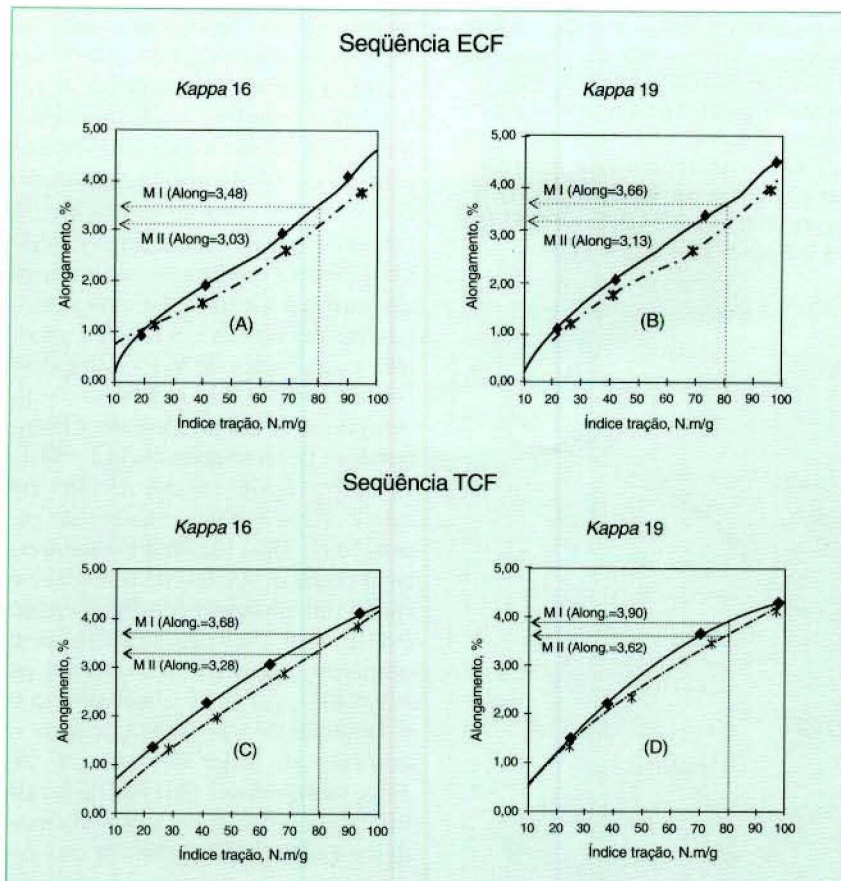 Seqüência ECF
Kappa 16
5,00
4,00
3,00
2,00
1,00
0,00
Alongamento, %
M I (Along=3,48)
M II (Along=3,03)
(A)
10 20 30 40 50 60 70 80 90 100
Índice tração, N.m/g
Kappa 19
5,00
4,00
3,00
2,00
1,00
0,00
Alongamento, %
M I (Along=3,66)
M II (Along=3,13)
(B)
10 20 30 40 50 60 70 80 90 100
Índice tração, N.m/g
Seqüência TCF
Kappa 16
5,00
4,00
3,00
2,00
1,00
0,00
Alongamento, %
M I (Along.=3,68)
M II (Along.=3,28)
(C)
10 20 30 40 50 60 70 80 90 100
Índice tração, N.m/g
Kappa 19
5,00
4,00
3,00
2,00
1,00
0,00
Alongamento, %
M I (Along.=3,90)
M II (Along.=3,62)
(D)
10 20 30 40 50 60 70 80 90 100
Índice tração, N.m/g